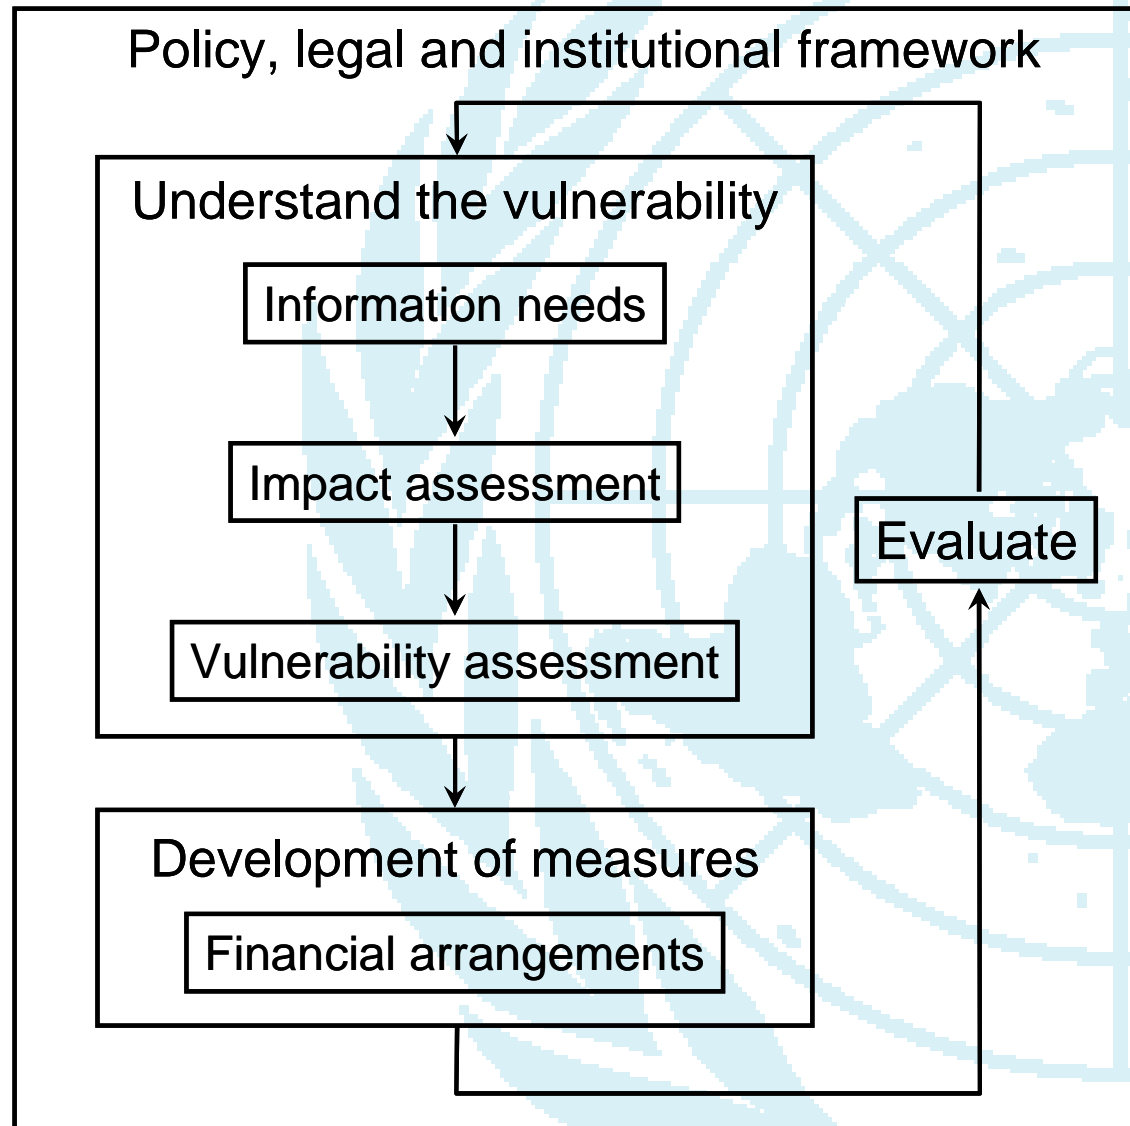 Policy, legal and institutional framework
Understand the vulnerability
Information needs
Impact assessment
Evaluate
Vulnerability assessment
Development of measures
Financial arrangements